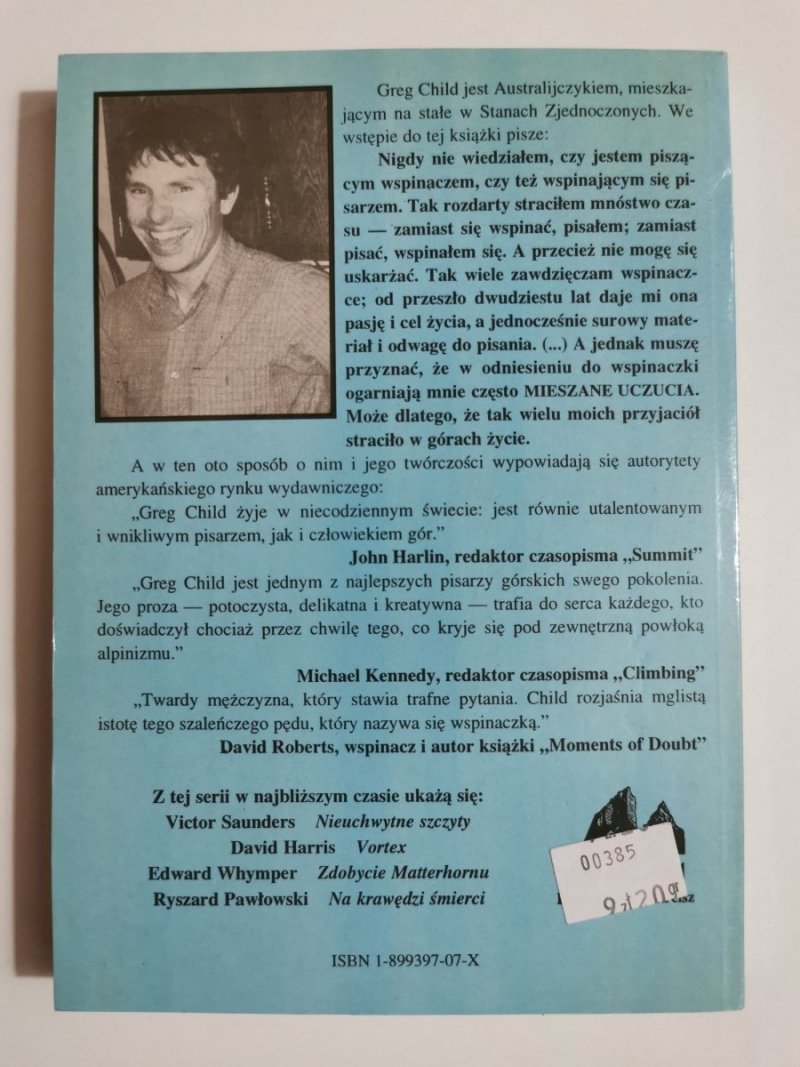 Greg Child jest Australijczykiem, mieszka-
jącym na stałe w Stanach Zjednoczonych. We
wstępie do tej książki pisze:
Nigdy nie wiedziałem, czy jestem piszą-
cym wspinaczem, czy też wspinającym się pi-
sarzem. Tak rozdarty straciłem mnóstwo cza-
su — zamiast się wspinać, pisałem; zamiast
pisać, wspinałem się. A przecież nie mogę się
uskarżać. Tak wiele zawdzięczam wspinacz-
ce; od przeszło dwudziestu lat daje mi ona
pasję i cel życia, a jednocześnie surowy mate-
riał i odwagę do pisania. (...) A jednak muszę
przyznać, że w odniesieniu do wspinaczki
ogarniają mnie często MIESZANE UCZUCIA.
Może dlatego, że tak wielu moich przyjaciół
straciło w górach życie.
A w ten oto sposób o nim i jego twórczości wypowiadają się autorytety
amerykańskiego rynku wydawniczego:
„Greg Child żyje w niecodziennym świecie: jest równie utalentowanym
i wnikliwym pisarzem, jak i człowiekiem gór.”
John Harlin, redaktor czasopisma „Summit”
„Greg Child jest jednym z najlepszych pisarzy górskich swego pokolenia.
Jego proza — potoczysta, delikatna i kreatywna — trafia do serca każdego, kto
doświadczył chociaż przez chwilę tego, co kryje się pod zewnętrzną powłoką
alpinizmu.”
Michael Kennedy, redaktor czasopisma „Climbing”
„Twardy mężczyzna, który stawia trafne pytania. Child rozjaśnia mglistą
istotę tego szaleńczego pędu, który nazywa się wspinaczką.”
David Roberts, wspinacz i autor książki „Moments of Doubt”
Z tej serii w najbliższym czasie ukażą się:
Victor Saunders Nieuchwytne szczyty
David Harris Vortex
Edward Whymper Zdobycie Matterhornu
Ryszard Pawłowski Na krawędzi śmierci
00385
9 zł 20 gr
ISBN 1-899397-07-X